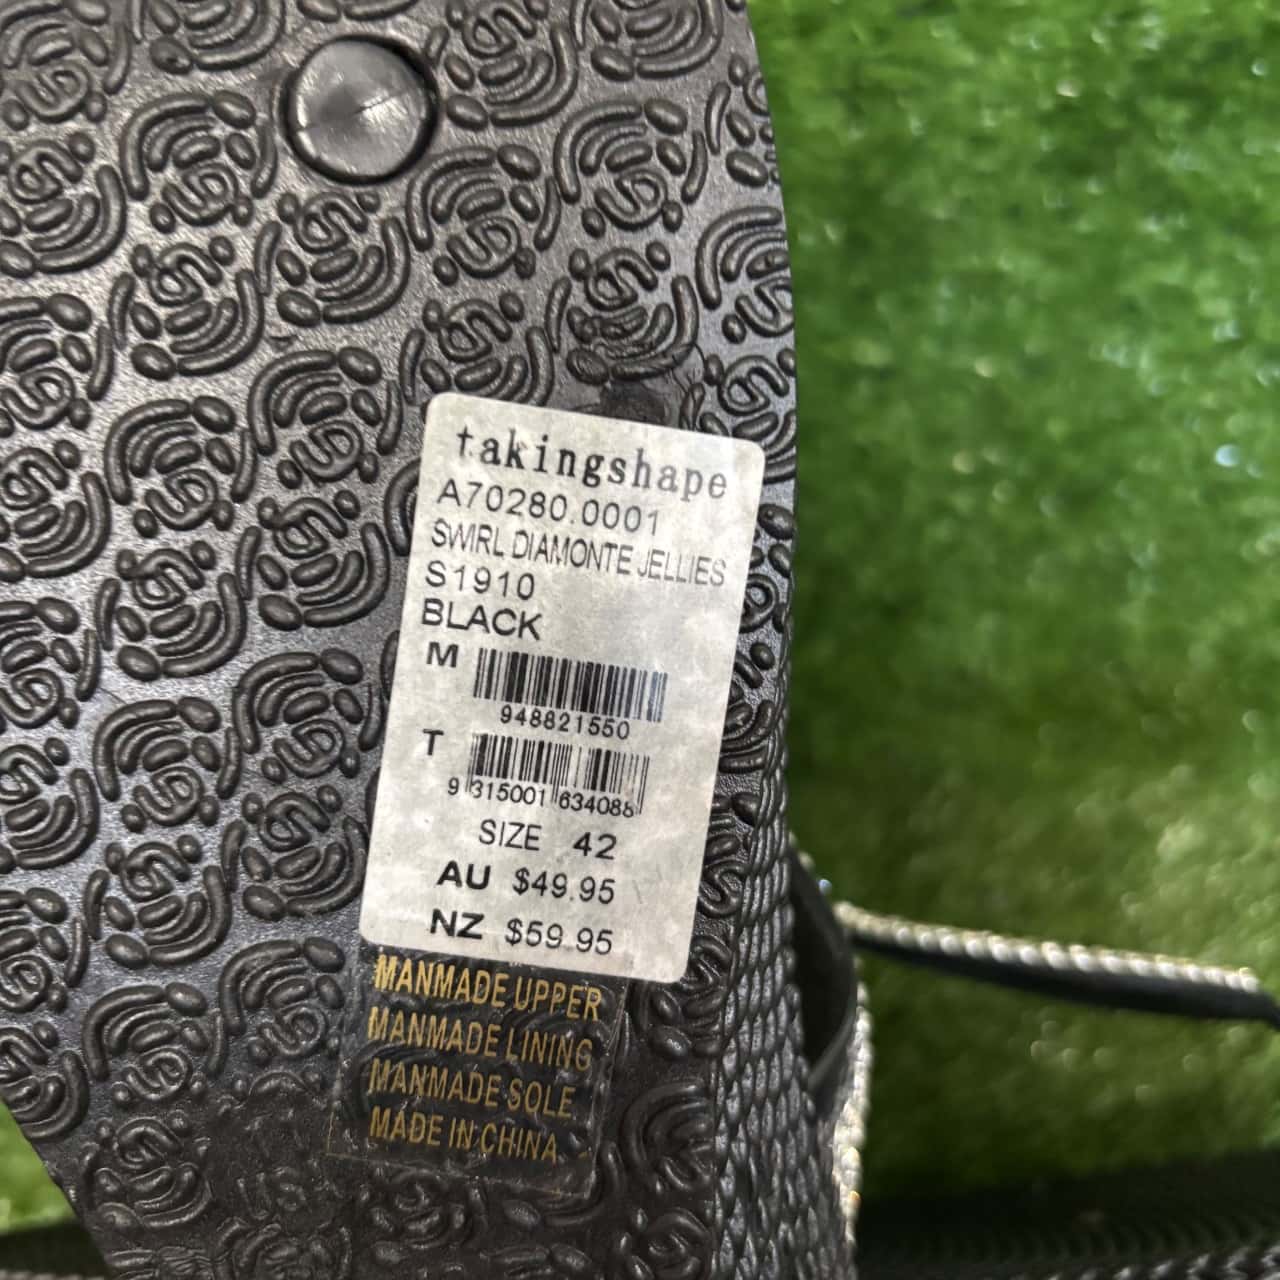 takingshape
A70280.0001
SWIRL DIAMONTE JELLIES
S1910
BLACK
M
948821550
T
9 315001 634088
SIZE 42
AU $49.95
NZ $59.95
MANMADE UPPER
MANMADE LINING
MANMADE SOLE
MADE IN CHINA